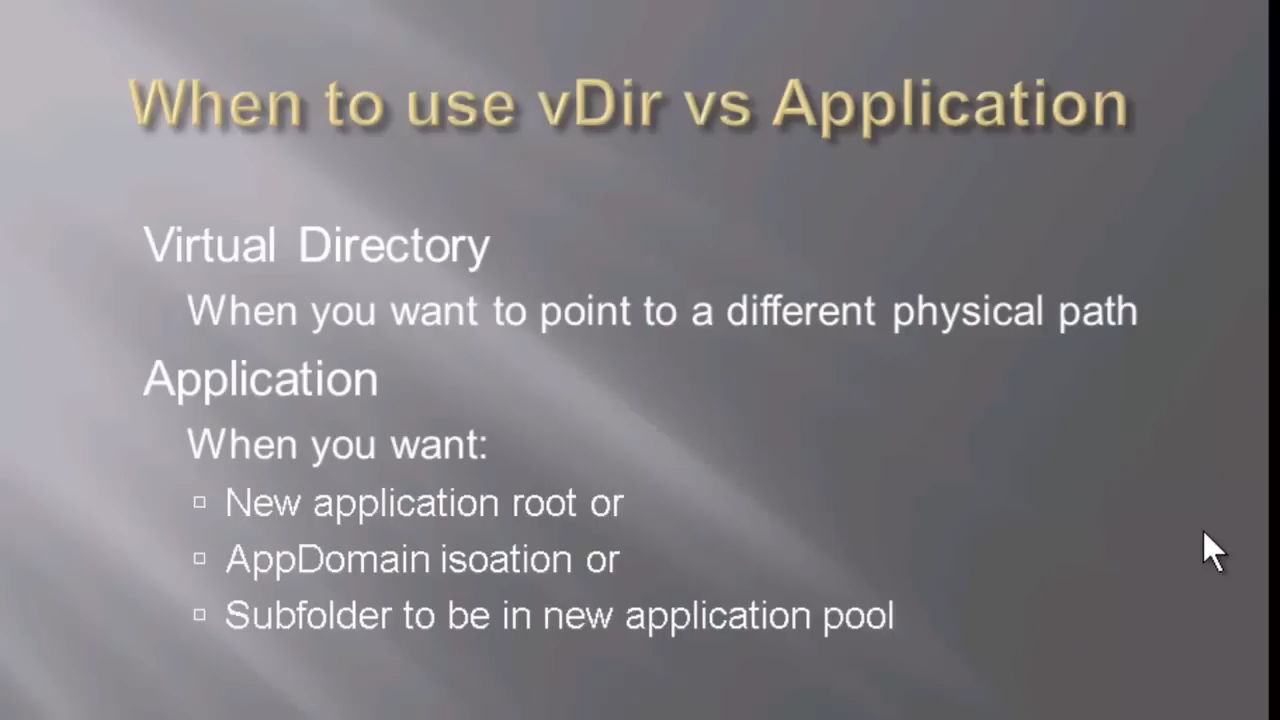 When to use vDir vs Application
Virtual Directory
When you want to point to a different physical path
Application
When you want:
New application root or
AppDomain isoation or
Subfolder to be in new application pool